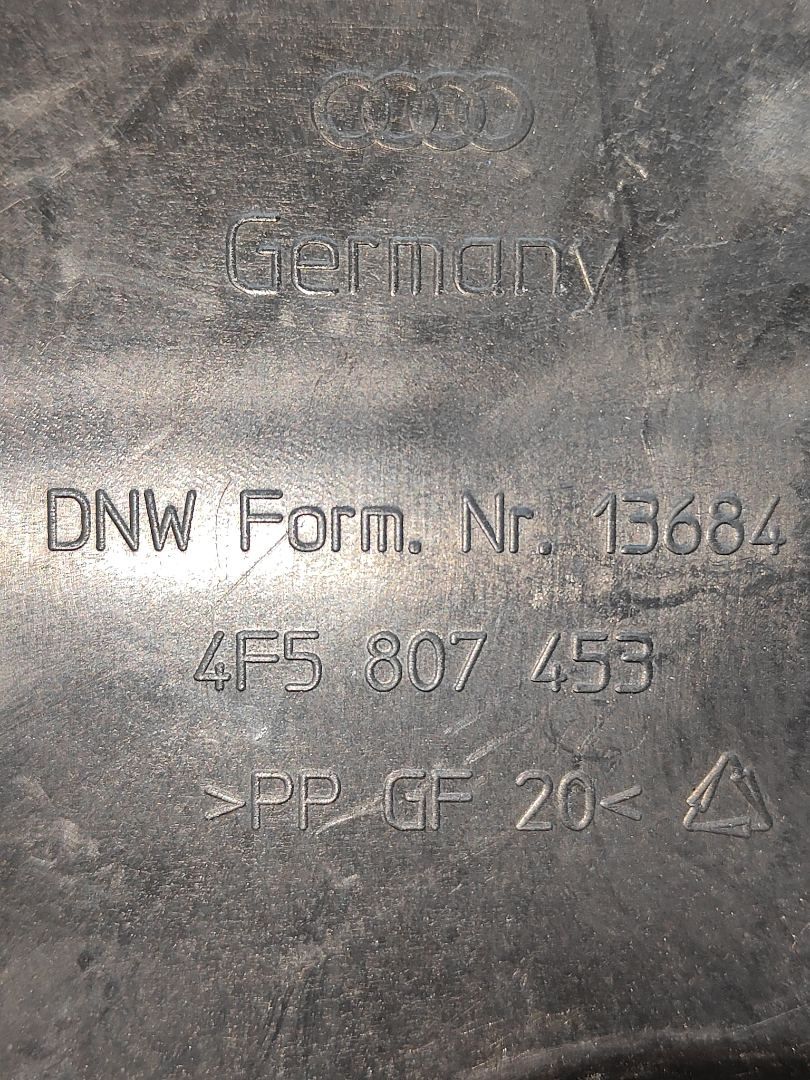 Germany
DNW Form. Nr. 13684
4F5 807 453
>PP GF 20<